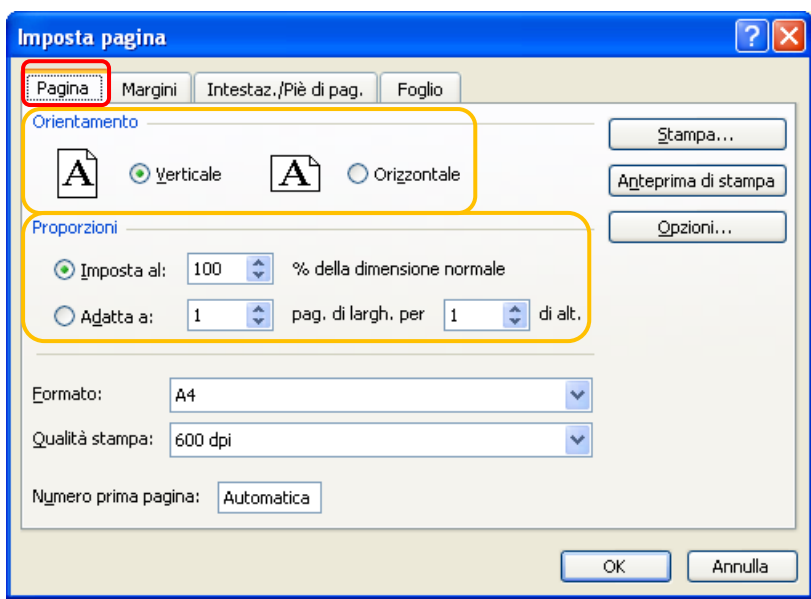 Imposta pagina
Pagina Margini Intestaz./Piè di pag. Foglio
Orientamento
Stampa...
A Verticale A Orizzontale
Anteprima di stampa
Proporzioni
Opzioni...
Imposta al: 100 % della dimensione normale
Adatta a: 1 pag. di largh. per 1 di alt.
Formato: A4
Qualità stampa: 600 dpi
Numero prima pagina: Automatica
OK Annulla